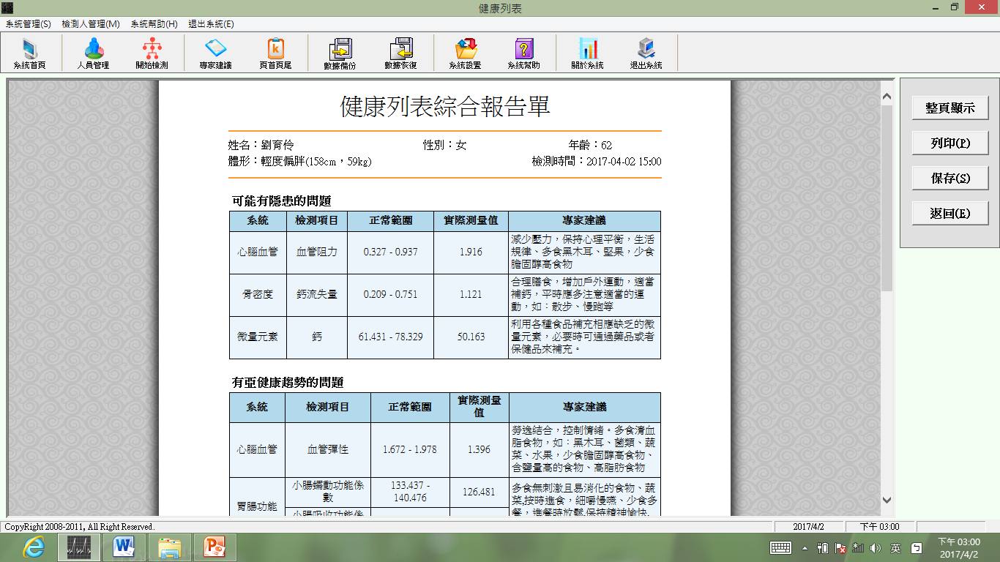 健康列表
系統管理(S) 檢測人管理(M) 系統幫助(H) 退出系統(E)
系統首頁 人員管理 開始檢測 專家建議 頁首頁尾 數據備份 數據恢復 系統設置 系統幫助 關於系統 退出系統
健康列表綜合報告單
姓名：劉育伶 性別：女 年齡：62
體形：輕度偏胖(158cm，59kg) 檢測時間：2017-04-02 15:00
可能有隱患的問題
系統 檢測項目 正常範圍 實際測量值 專家建議
心腦血管 血管阻力 0.327 - 0.937 1.916 減少壓力，保持心理平衡，生活
規律、多食黑木耳、堅果，少食
膽固醇高食物
骨密度 鈣流失量 0.209 - 0.751 1.121 合理膳食，增加戶外運動，適當
補鈣，平時應多注意適當的運
動，如：散步、慢跑等
微量元素 鈣 61.431 - 78.329 50.163 利用各種食品補充相應缺乏的微
量元素，必要時可通過藥品或者
保健品來補充。
有亞健康趨勢的問題
系統 檢測項目 正常範圍 實際測量
值 專家建議
心腦血管 血管彈性 1.672 - 1.978 1.396 勞逸結合，控制情緒。多食清血
脂食物，如：黑木耳、菌類、蔬
菜、水果，少食膽固醇高食物、
含鹽量高的食物、高脂肪食物
胃腸功能 小腸蠕動功能係
數 133.437 -
140.476 126.481 多食無刺激且易消化的食物、蔬
菜,按時進食，細嚼慢嚥、少食多
餐，進餐時放鬆,保持精神愉快.
小腸吸收功能係
整頁顯示
列印(P)
保存(S)
返回(E)
CopyRight 2008-2011, All Right Reserved. 2017/4/2 下午 03:00
英 下午 03:00
2017/4/2